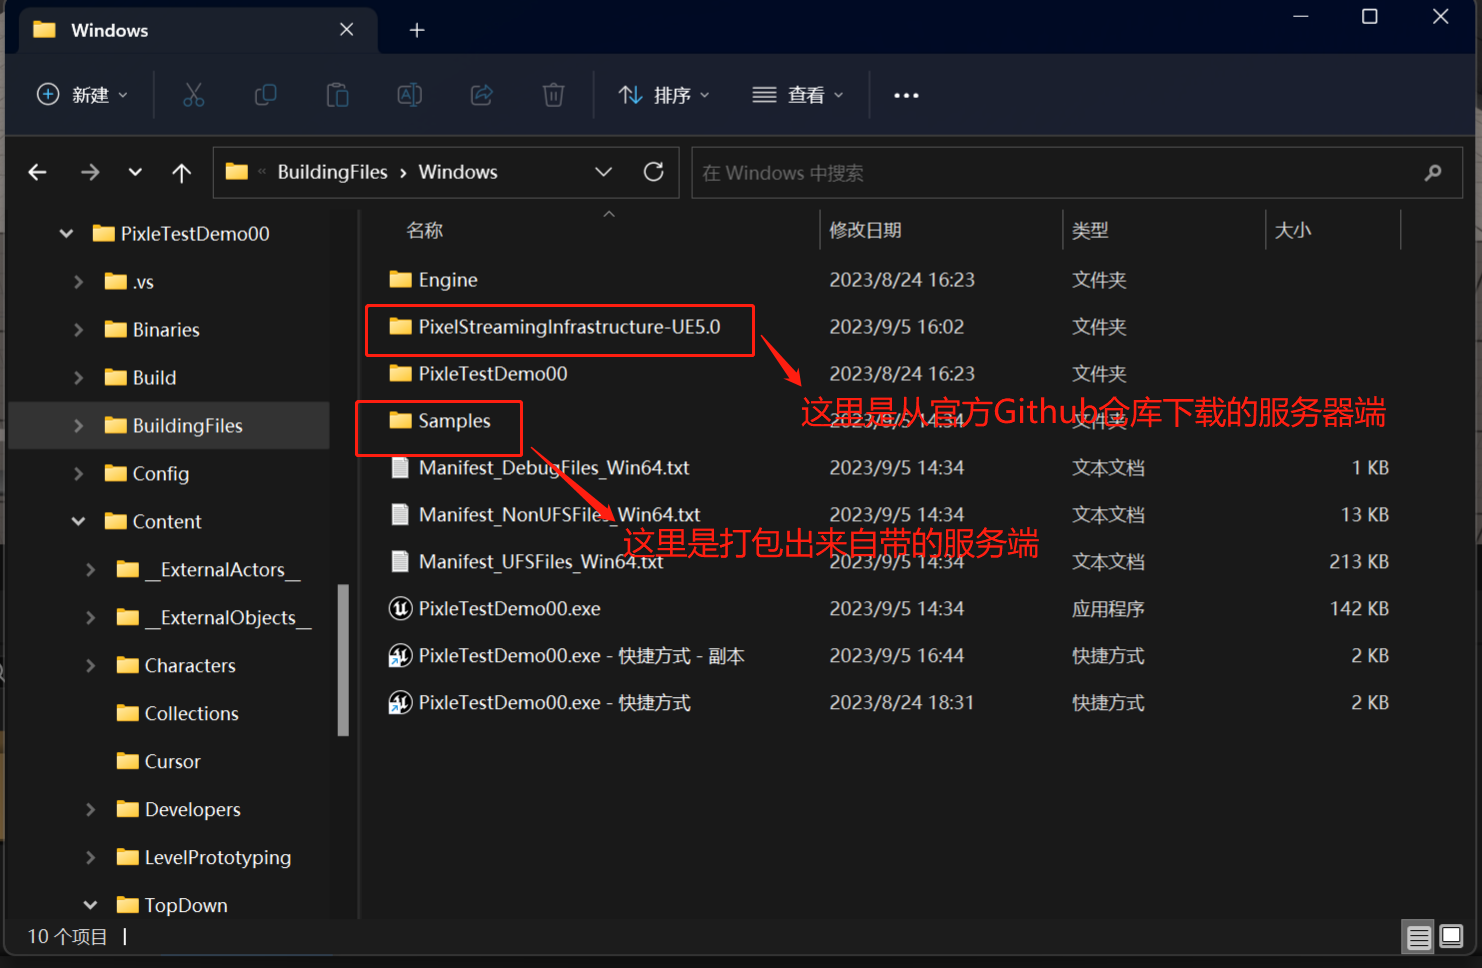 Windows
新建
排序
查看
BuildingFiles
Windows
在 Windows 中搜索
PixleTestDemo00
.vs
Binaries
Build
BuildingFiles
Config
Content
__ExternalActors__
__ExternalObjects__
Characters
Collections
Cursor
Developers
LevelPrototyping
TopDown
名称 修改日期 类型 大小
Engine 2023/8/24 16:23 文件夹
PixelStreamingInfrastructure-UE5.0 2023/9/5 16:02 文件夹
PixleTestDemo00 2023/8/24 16:23 文件夹
这里是从官方Github仓库下载的服务器端
Samples 2023/9/5 14:34 文件夹
Manifest_DebugFiles_Win64.txt 2023/9/5 14:34 文本文档 1 KB
Manifest_NonUFSFiles_Win64.txt 2023/9/5 14:34 文本文档 13 KB
这里是打包出来自带的服务端
Manifest_UFSFiles_Win64.txt 2023/9/5 14:34 文本文档 213 KB
PixleTestDemo00.exe 2023/9/5 14:34 应用程序 142 KB
PixleTestDemo00.exe - 快捷方式 - 副本 2023/9/5 16:44 快捷方式 2 KB
PixleTestDemo00.exe - 快捷方式 2023/8/24 18:31 快捷方式 2 KB
10 个项目